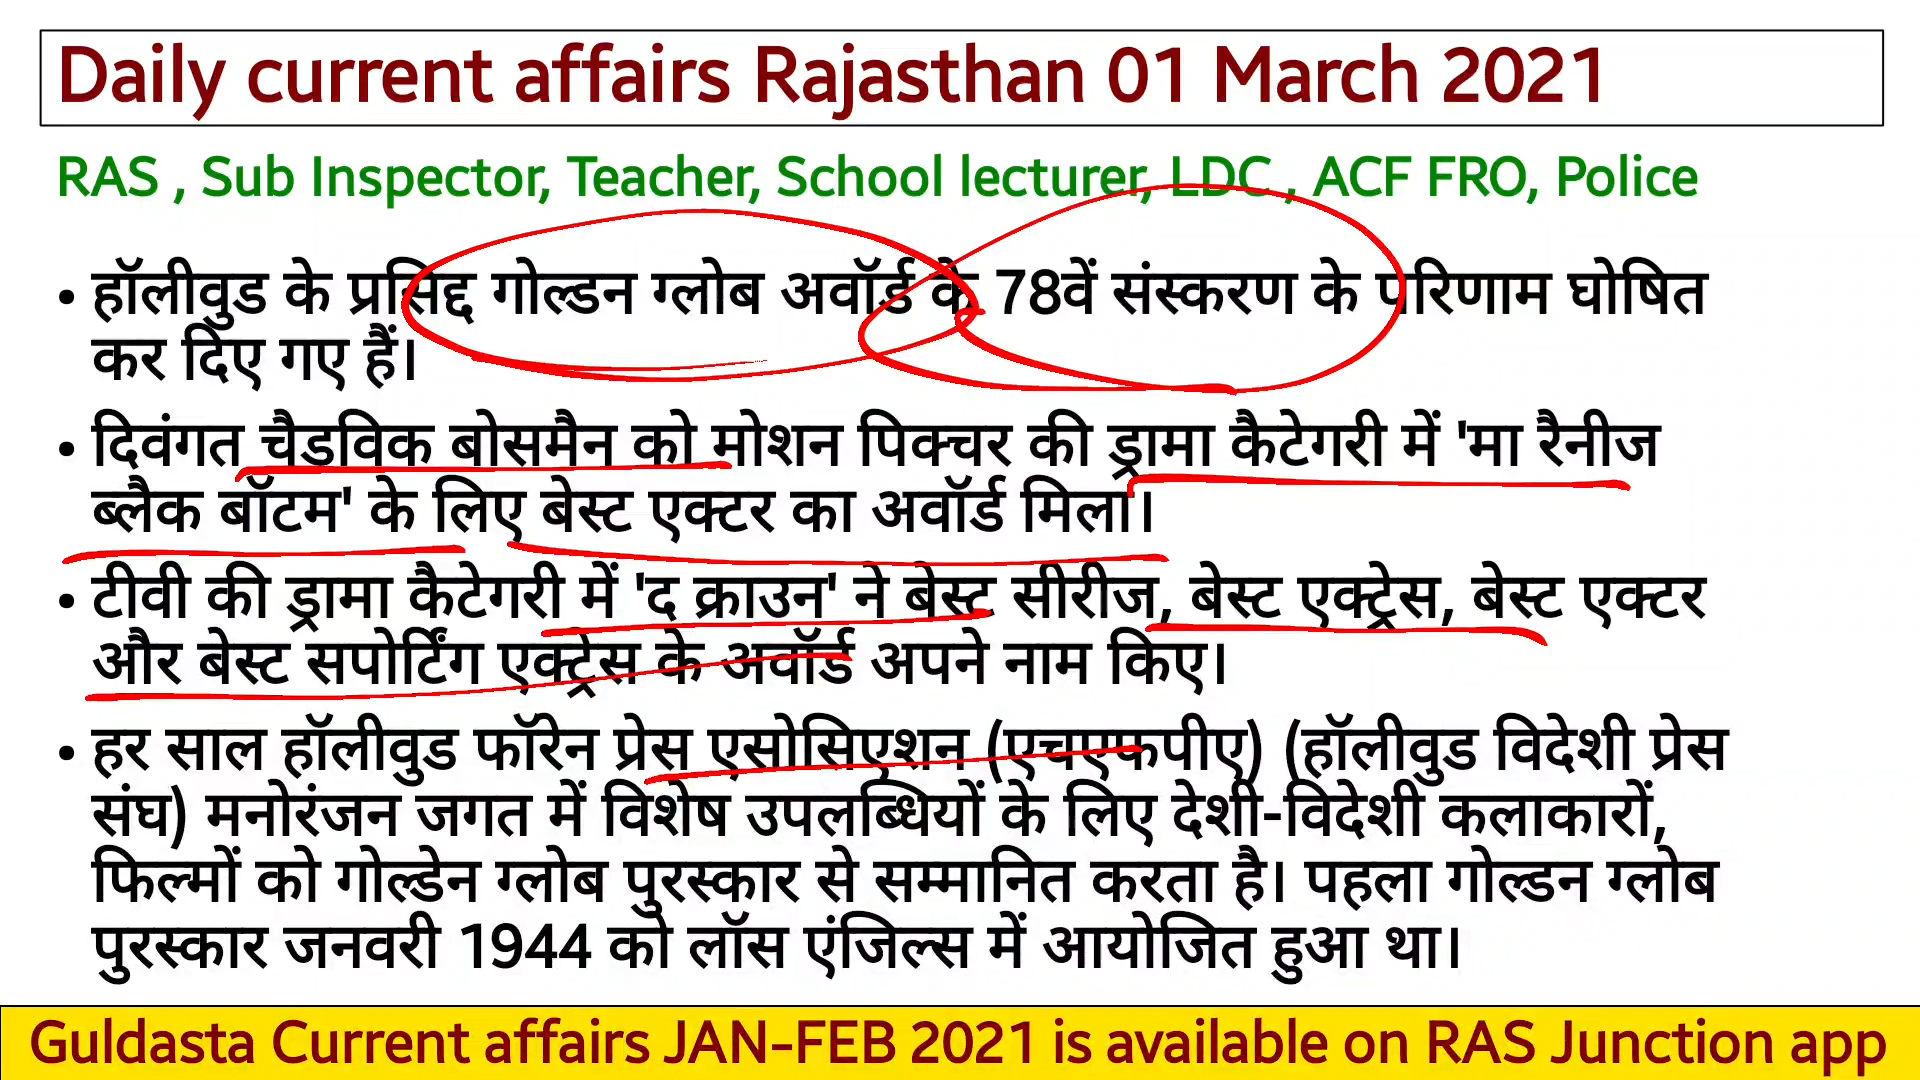 Daily current affairs Rajasthan 01 March 2021
RAS , Sub Inspector, Teacher, School lecturer, LDC , ACF FRO, Police
• हॉलीवुड के प्रसिद्द गोल्डन ग्लोब अवॉर्ड के 78वें संस्करण के परिणाम घोषित
कर दिए गए हैं।
• दिवंगत चैडविक बोसमैन को मोशन पिक्चर की ड्रामा कैटेगरी में 'मा रैनीज
ब्लैक बॉटम' के लिए बेस्ट एक्टर का अवॉर्ड मिला।
• टीवी की ड्रामा कैटेगरी में 'द क्राउन' ने बेस्ट सीरीज, बेस्ट एक्ट्रेस, बेस्ट एक्टर
और बेस्ट सपोर्टिंग एक्ट्रेस के अवॉर्ड अपने नाम किए।
• हर साल हॉलीवुड फॉरेन प्रेस एसोसिएशन (एचएफपीए) (हॉलीवुड विदेशी प्रेस
संघ) मनोरंजन जगत में विशेष उपलब्धियों के लिए देशी-विदेशी कलाकारों,
फिल्मों को गोल्डेन ग्लोब पुरस्कार से सम्मानित करता है। पहला गोल्डन ग्लोब
पुरस्कार जनवरी 1944 को लॉस एंजिल्स में आयोजित हुआ था।
Guldasta Current affairs JAN-FEB 2021 is available on RAS Junction app